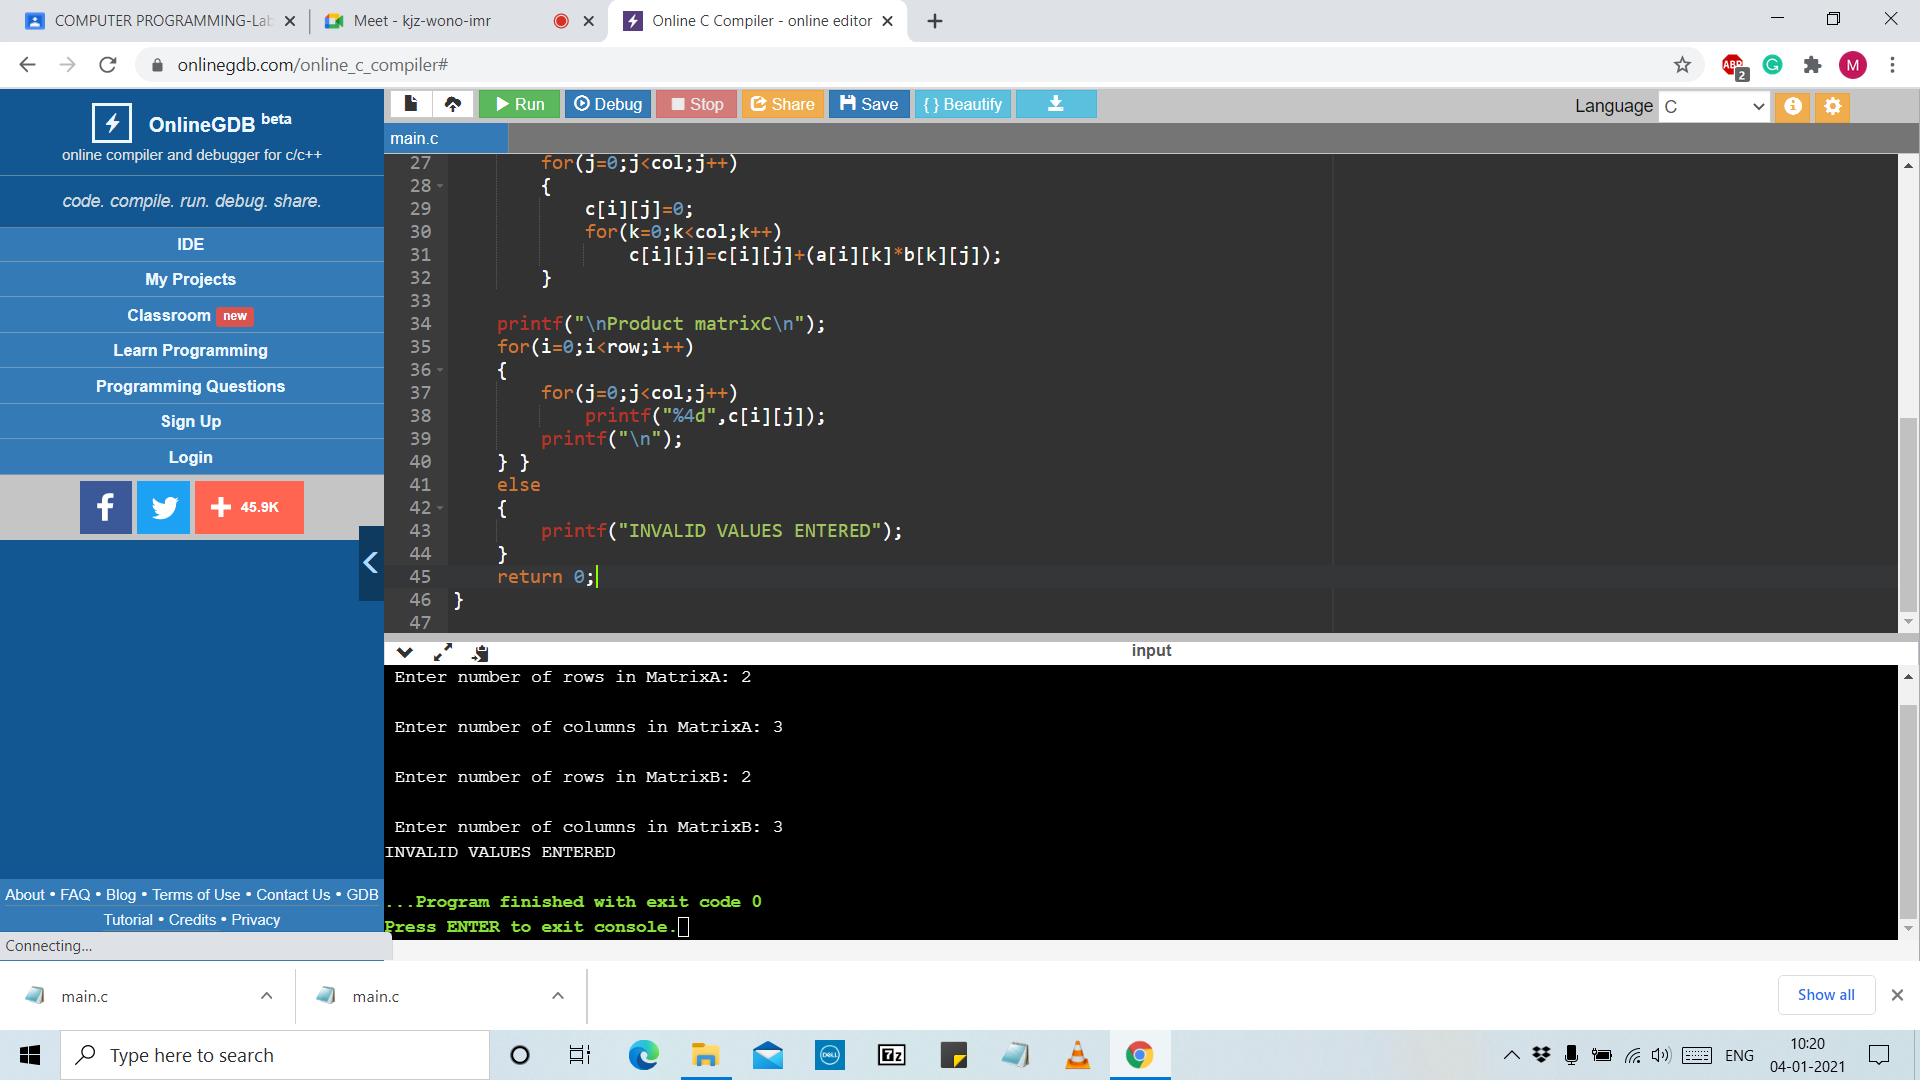 COMPUTER PROGRAMMING-Lab
Meet - kjz-wono-imr
Online C Compiler - online editor
onlinegdb.com/online_c_compiler#
ABP
2
G
M
OnlineGDB beta
online compiler and debugger for c/c++
code. compile. run. debug. share.
IDE
My Projects
Classroom new
Learn Programming
Programming Questions
Sign Up
Login
f
45.9K
About • FAQ • Blog • Terms of Use • Contact Us • GDB
Tutorial • Credits • Privacy
Connecting...
Run
Debug
Stop
Share
Save
{ } Beautify
Language C
main.c
27 for(j=0;j<col;j++)
28 {
29 c[i][j]=0;
30 for(k=0;k<col;k++)
31 c[i][j]=c[i][j]+(a[i][k]*b[k][j]);
32 }
33
34 printf("\nProduct matrixC\n");
35 for(i=0;i<row;i++)
36 {
37 for(j=0;j<col;j++)
38 printf("%4d",c[i][j]);
39 printf("\n");
40 } }
41 else
42 {
43 printf("INVALID VALUES ENTERED");
44 }
45 return 0;
46 }
47
input
Enter number of rows in MatrixA: 2
Enter number of columns in MatrixA: 3
Enter number of rows in MatrixB: 2
Enter number of columns in MatrixB: 3
INVALID VALUES ENTERED
...Program finished with exit code 0
Press ENTER to exit console.
main.c
main.c
Show all
Type here to search
DELL
7z
ENG
10:20
04-01-2021